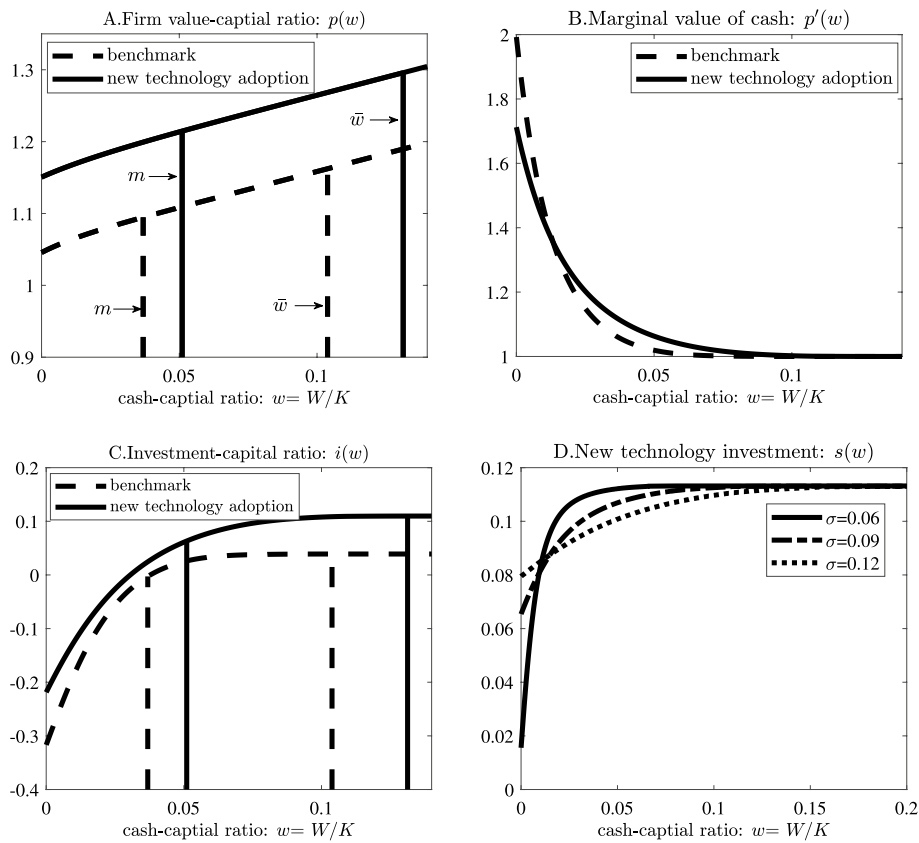 A.Firm value-captial ratio: p(w)
benchmark
new technology adoption
1.3
1.2
1.1
1
0.9
m
w̄
m
w̄
0
0.05
0.1
cash-captial ratio: w= W/K
B.Marginal value of cash: p′(w)
benchmark
new technology adoption
2
1.8
1.6
1.4
1.2
1
0
0.05
0.1
cash-captial ratio: w= W/K
C.Investment-capital ratio: i(w)
benchmark
new technology adoption
0.2
0.1
0
-0.1
-0.2
-0.3
-0.4
0
0.05
0.1
cash-captial ratio: w= W/K
D.New technology investment: s(w)
σ=0.06
σ=0.09
σ=0.12
0.12
0.1
0.08
0.06
0.04
0.02
0
0
0.05
0.1
0.15
0.2
cash-captial ratio: w= W/K